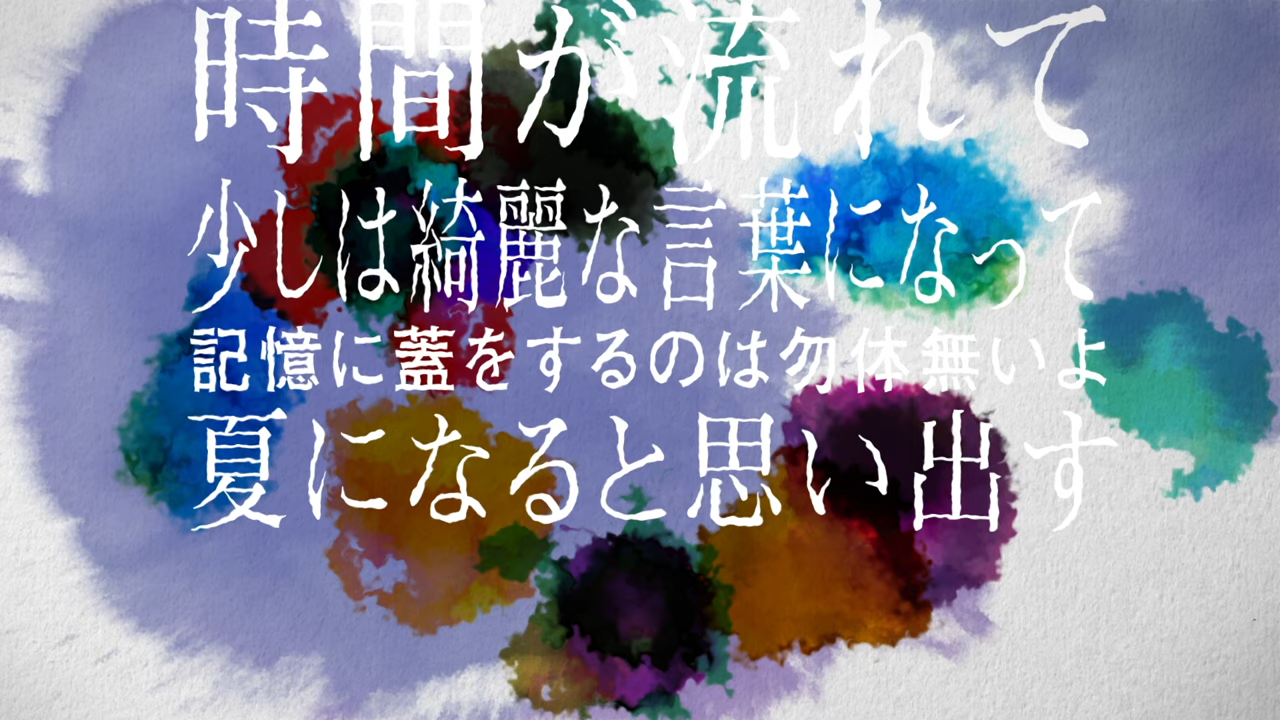 時間が流れて
少しは綺麗な言葉になって
記憶に蓋をするのは勿体無いよ
夏になると思い出す